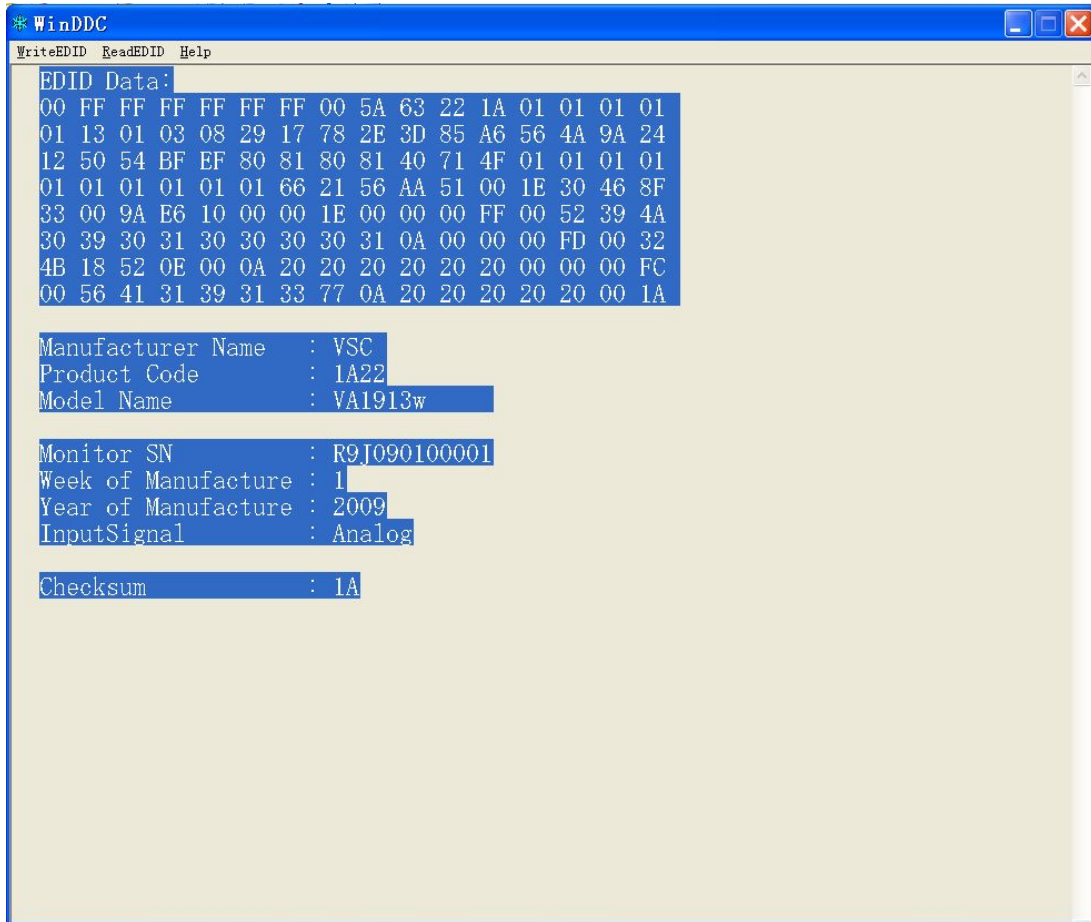 WinDDC
WriteEDID ReadEDID Help
EDID Data:
00 FF FF FF FF FF FF 00 5A 63 22 1A 01 01 01 01
01 13 01 03 08 29 17 78 2E 3D 85 A6 56 4A 9A 24
12 50 54 BF EF 80 81 80 81 40 71 4F 01 01 01 01
01 01 01 01 01 01 66 21 56 AA 51 00 1E 30 46 8F
33 00 9A E6 10 00 00 1E 00 00 00 FF 00 52 39 4A
30 39 30 31 30 30 30 30 31 0A 00 00 00 FD 00 32
4B 18 52 0E 00 0A 20 20 20 20 20 20 00 00 00 FC
00 56 41 31 39 31 33 77 0A 20 20 20 20 20 00 1A
Manufacturer Name : VSC
Product Code : 1A22
Model Name : VA1913w
Monitor SN : R9J090100001
Week of Manufacture : 1
Year of Manufacture : 2009
InputSignal : Analog
Checksum : 1A